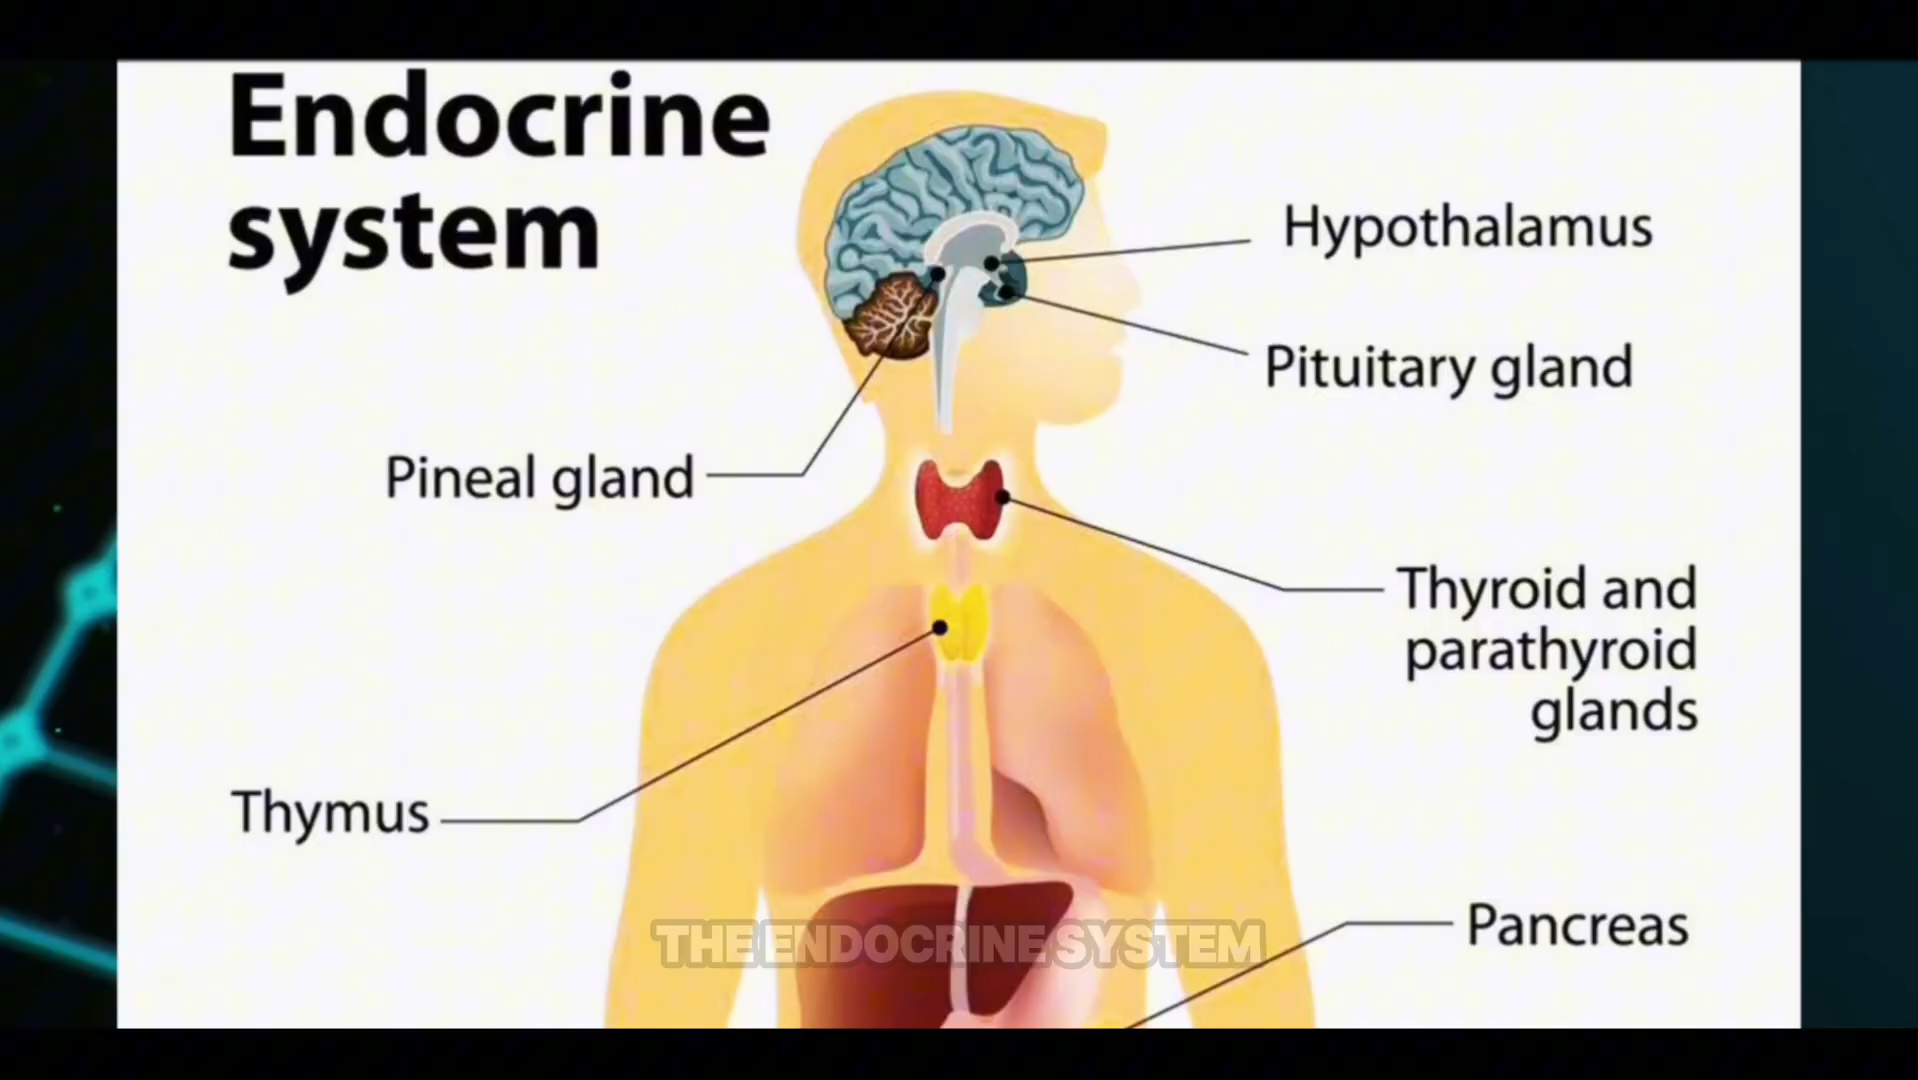 Endocrine
system
Hypothalamus
Pituitary gland
Pineal gland
Thyroid and
parathyroid
glands
Thymus
Pancreas
THE ENDOCRINE SYSTEM